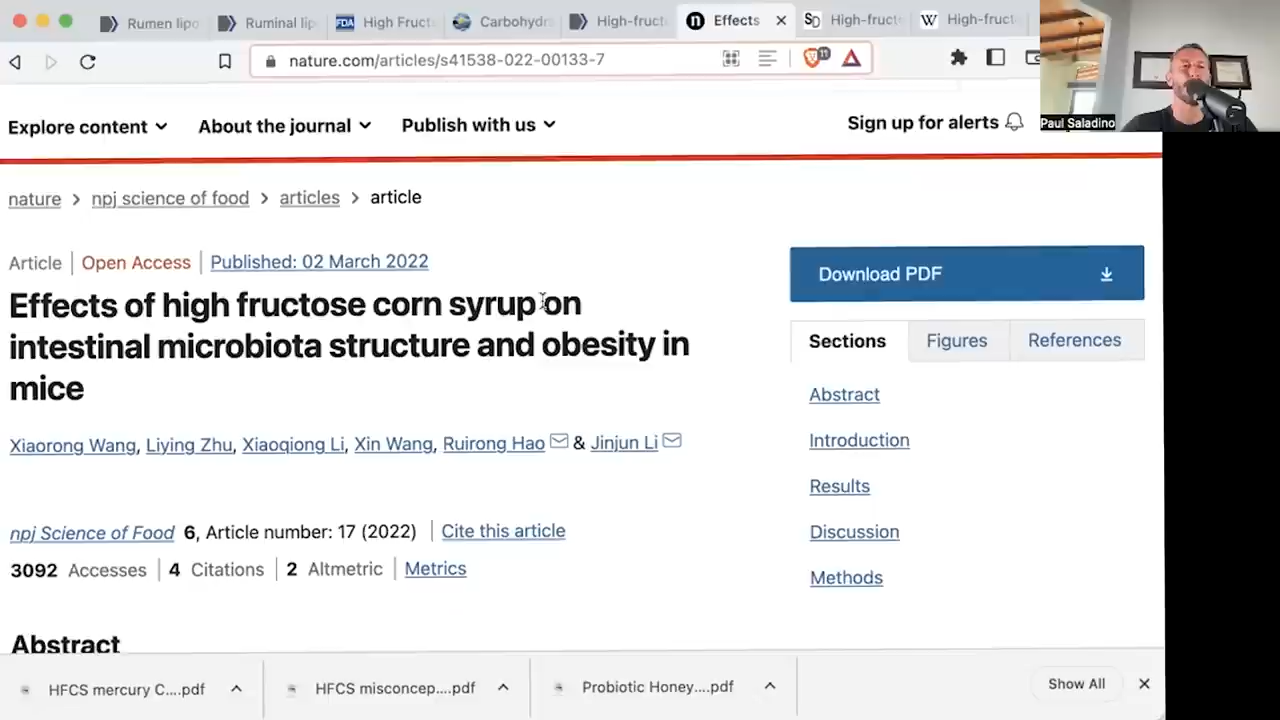 Rumen lipo
Ruminal lip
FDA
High Fruct
Carbohydr
High-fruct
Effects
High-fruct
High-fruct
nature.com/articles/s41538-022-00133-7
11
Paul Saladino
Explore content
About the journal
Publish with us
Sign up for alerts
nature > npj science of food > articles > article
Article | Open Access | Published: 02 March 2022
Download PDF
Effects of high fructose corn syrup on
intestinal microbiota structure and obesity in
mice
Xiaorong Wang, Liying Zhu, Xiaoqiong Li, Xin Wang, Ruirong Hao & Jinjun Li
npj Science of Food 6, Article number: 17 (2022) | Cite this article
3092 Accesses | 4 Citations | 2 Altmetric | Metrics
Abstract
Sections
Figures
References
Abstract
Introduction
Results
Discussion
Methods
HFCS mercury C....pdf
HFCS misconcep....pdf
Probiotic Honey....pdf
Show All